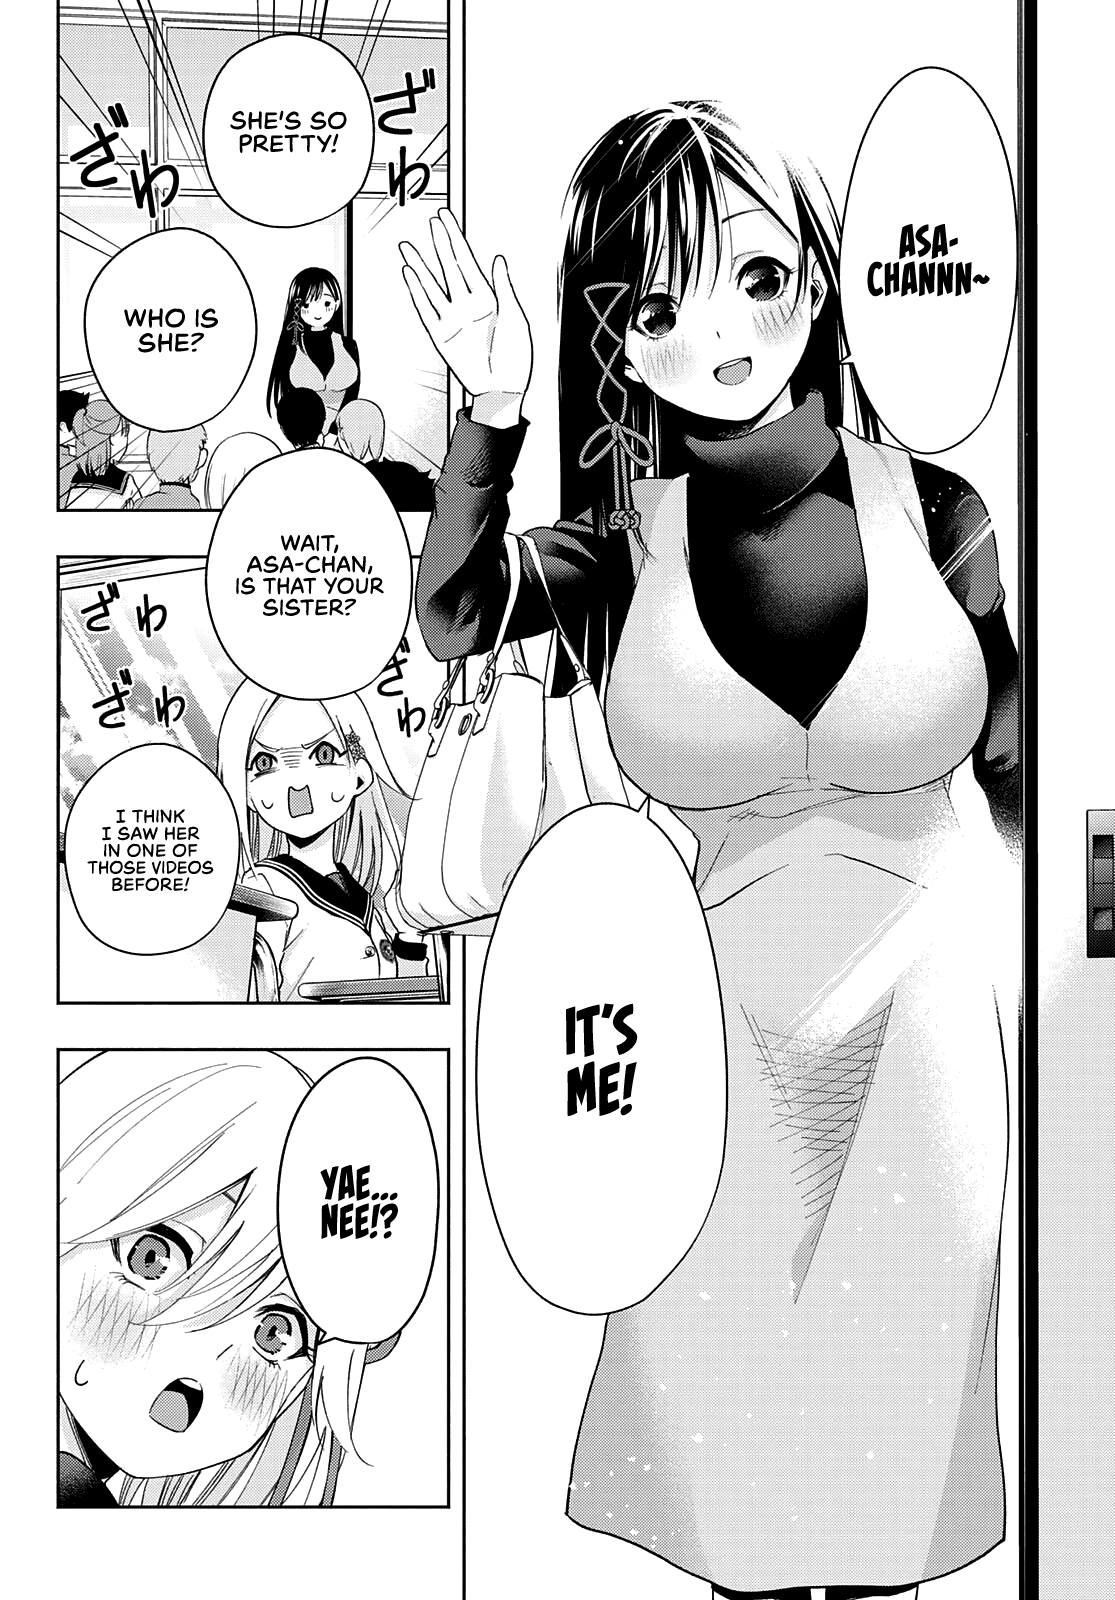 ASA-
CHANNN~
IT'S
ME!
SHE'S SO
PRETTY!
ざわ
ざわ
WHO IS
SHE?
WAIT,
ASA-CHAN,
IS THAT YOUR
SISTER?
ざわ
ざわ
ざわ
I THINK
I SAW HER
IN ONE OF
THOSE VIDEOS
BEFORE!
YAE...
NEE!?